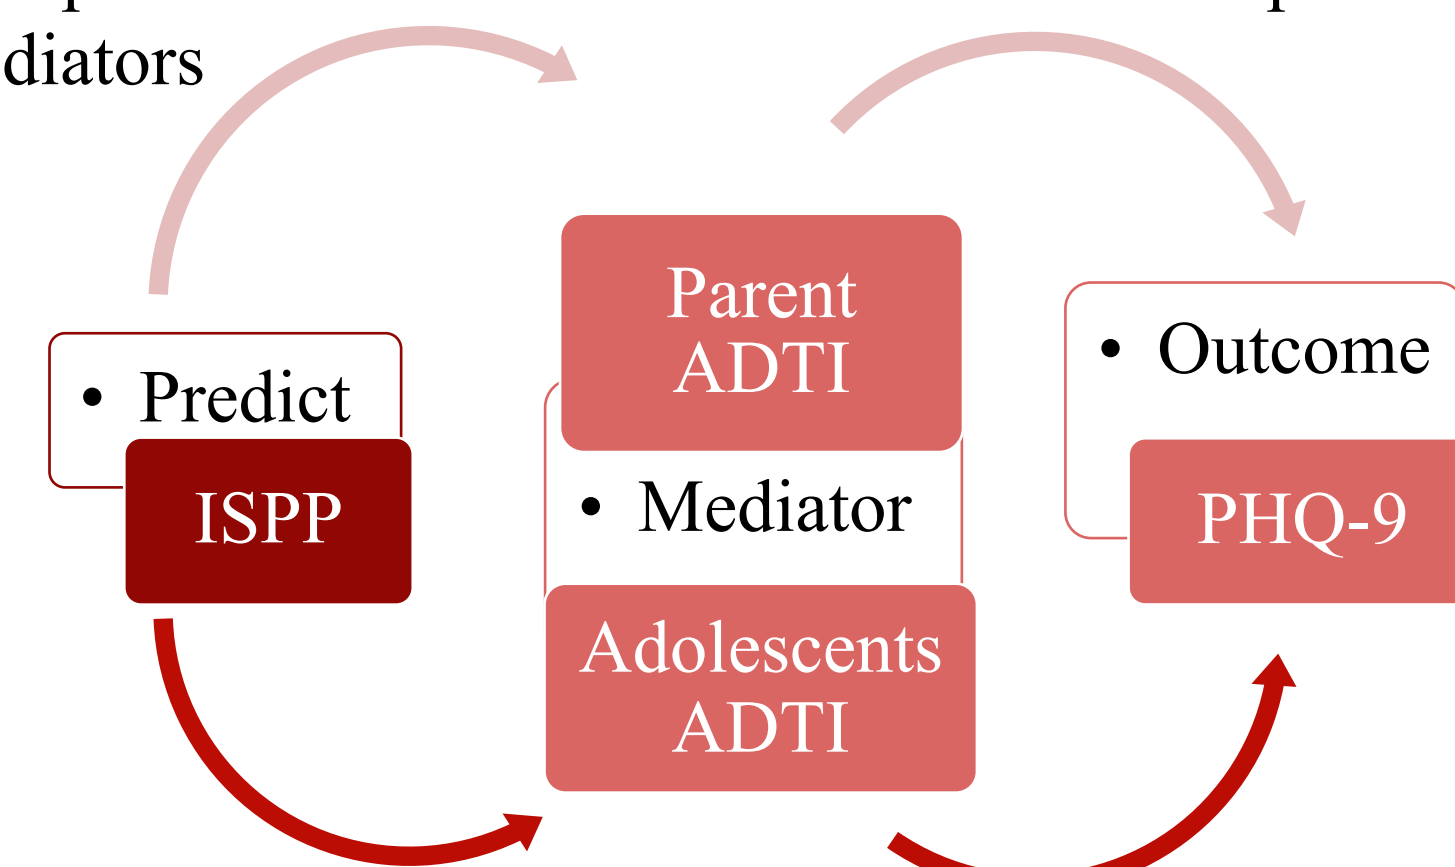 diators
Parent
ADTI
• Predict
ISPP
• Mediator
Adolescents
ADTI
• Outcome
PHQ-9